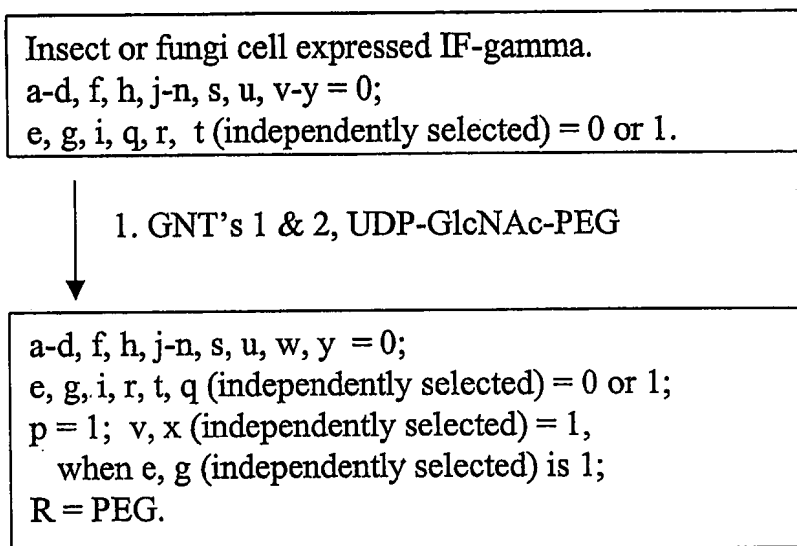 Insect or fungi cell expressed IF-gamma.
a-d, f, h, j-n, s, u, v-y = 0;
e, g, i, q, r, t (independently selected) = 0 or 1.
1. GNT's 1 & 2, UDP-GlcNAc-PEG
a-d, f, h, j-n, s, u, w, y = 0;
e, g, i, r, t, q (independently selected) = 0 or 1;
p = 1; v, x (independently selected) = 1,
when e, g (independently selected) is 1;
R = PEG.